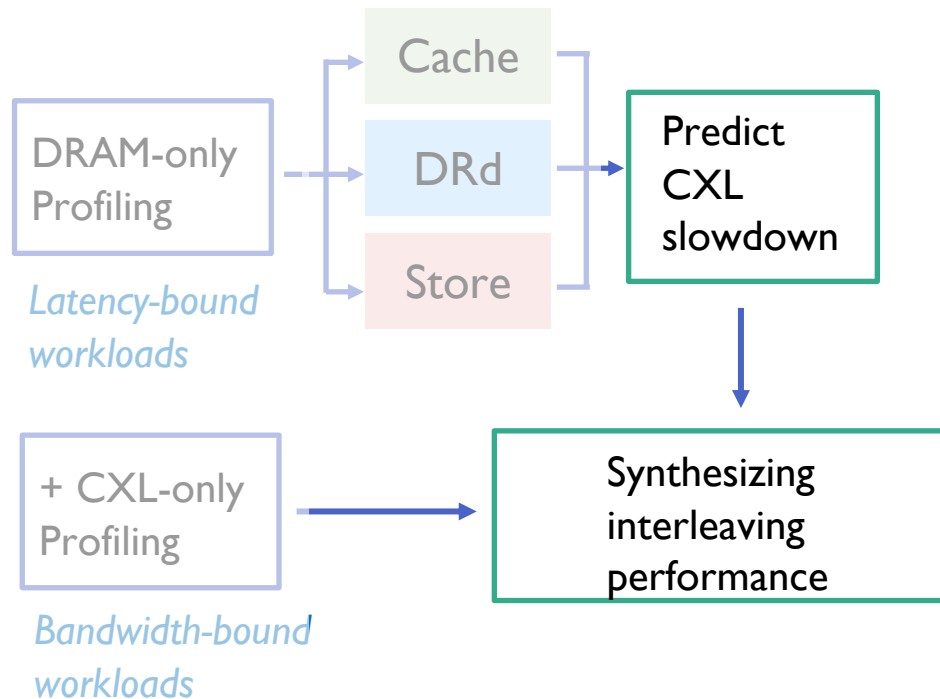 Cache
DRAM-only
Profiling
DRd
Store
Predict
CXL
slowdown
Latency-bound
workloads
+ CXL-only
Profiling
Synthesizing
interleaving
performance
Bandwidth-bound
workloads